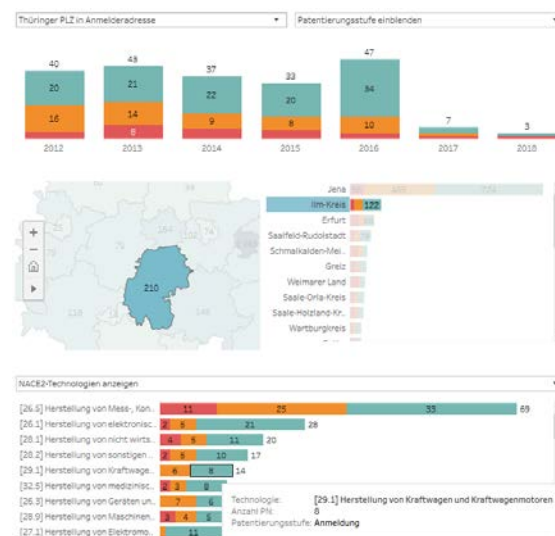 Thüringer PLZ in Anmelderadresse
Patentierungsstufe einblenden
40 43 37 33 47 7 3
20 21 22 20 34
16 14 9 8 10
6
2012 2013 2014 2015 2016 2017 2018
Jena
Ilm-Kreis 122
Erfurt
Saalfeld-Rudolstadt
Schmalkalden-Mei..
Greiz
Weimarer Land
Saale-Orla-Kreis
Saale-Holzland-Kr..
Wartburgkreis
+
−
210
NACE2-Technologien anzeigen
[26.5] Herstellung von Mess-, Kon.. 11 25 33 69
[26.1] Herstellung von elektronisc.. 21 28
[28.1] Herstellung von nicht wirts.. 4 5 11 20
[28.2] Herstellung von sonstigen .. 2 5 10 17
[29.1] Herstellung von Kraftwage.. 6 8 14
[32.5] Herstellung von medizinisc.. 2 3 8
[26.3] Herstellung von Geräten un.. 7 6
[28.9] Herstellung von Maschinen.. 3 4 5
[27.1] Herstellung von Elektromo.. 11
Technologie: [29.1] Herstellung von Kraftwagen und Kraftwagenmotoren
Anzahl PN: 8
Patentierungsstufe: Anmeldung